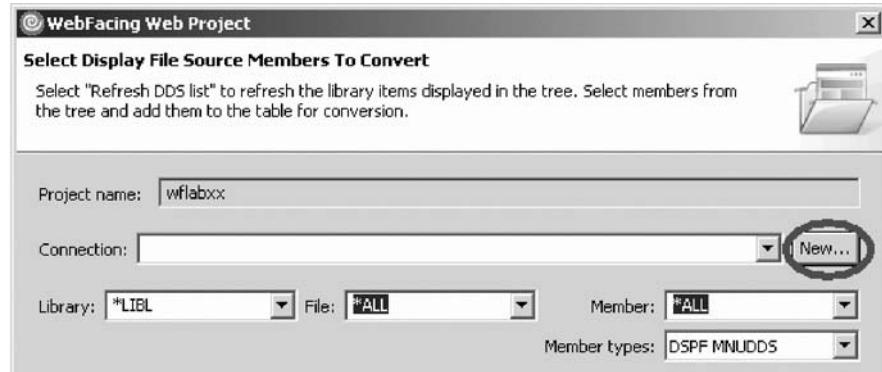 WebFacing Web Project
Select Display File Source Members To Convert
Select "Refresh DDS list" to refresh the library items displayed in the tree. Select members from
the tree and add them to the table for conversion.
Project name: wflabxx
Connection: New...
Library: *LIBL File: *ALL Member: *ALL
Member types: DSPF MNUDDS